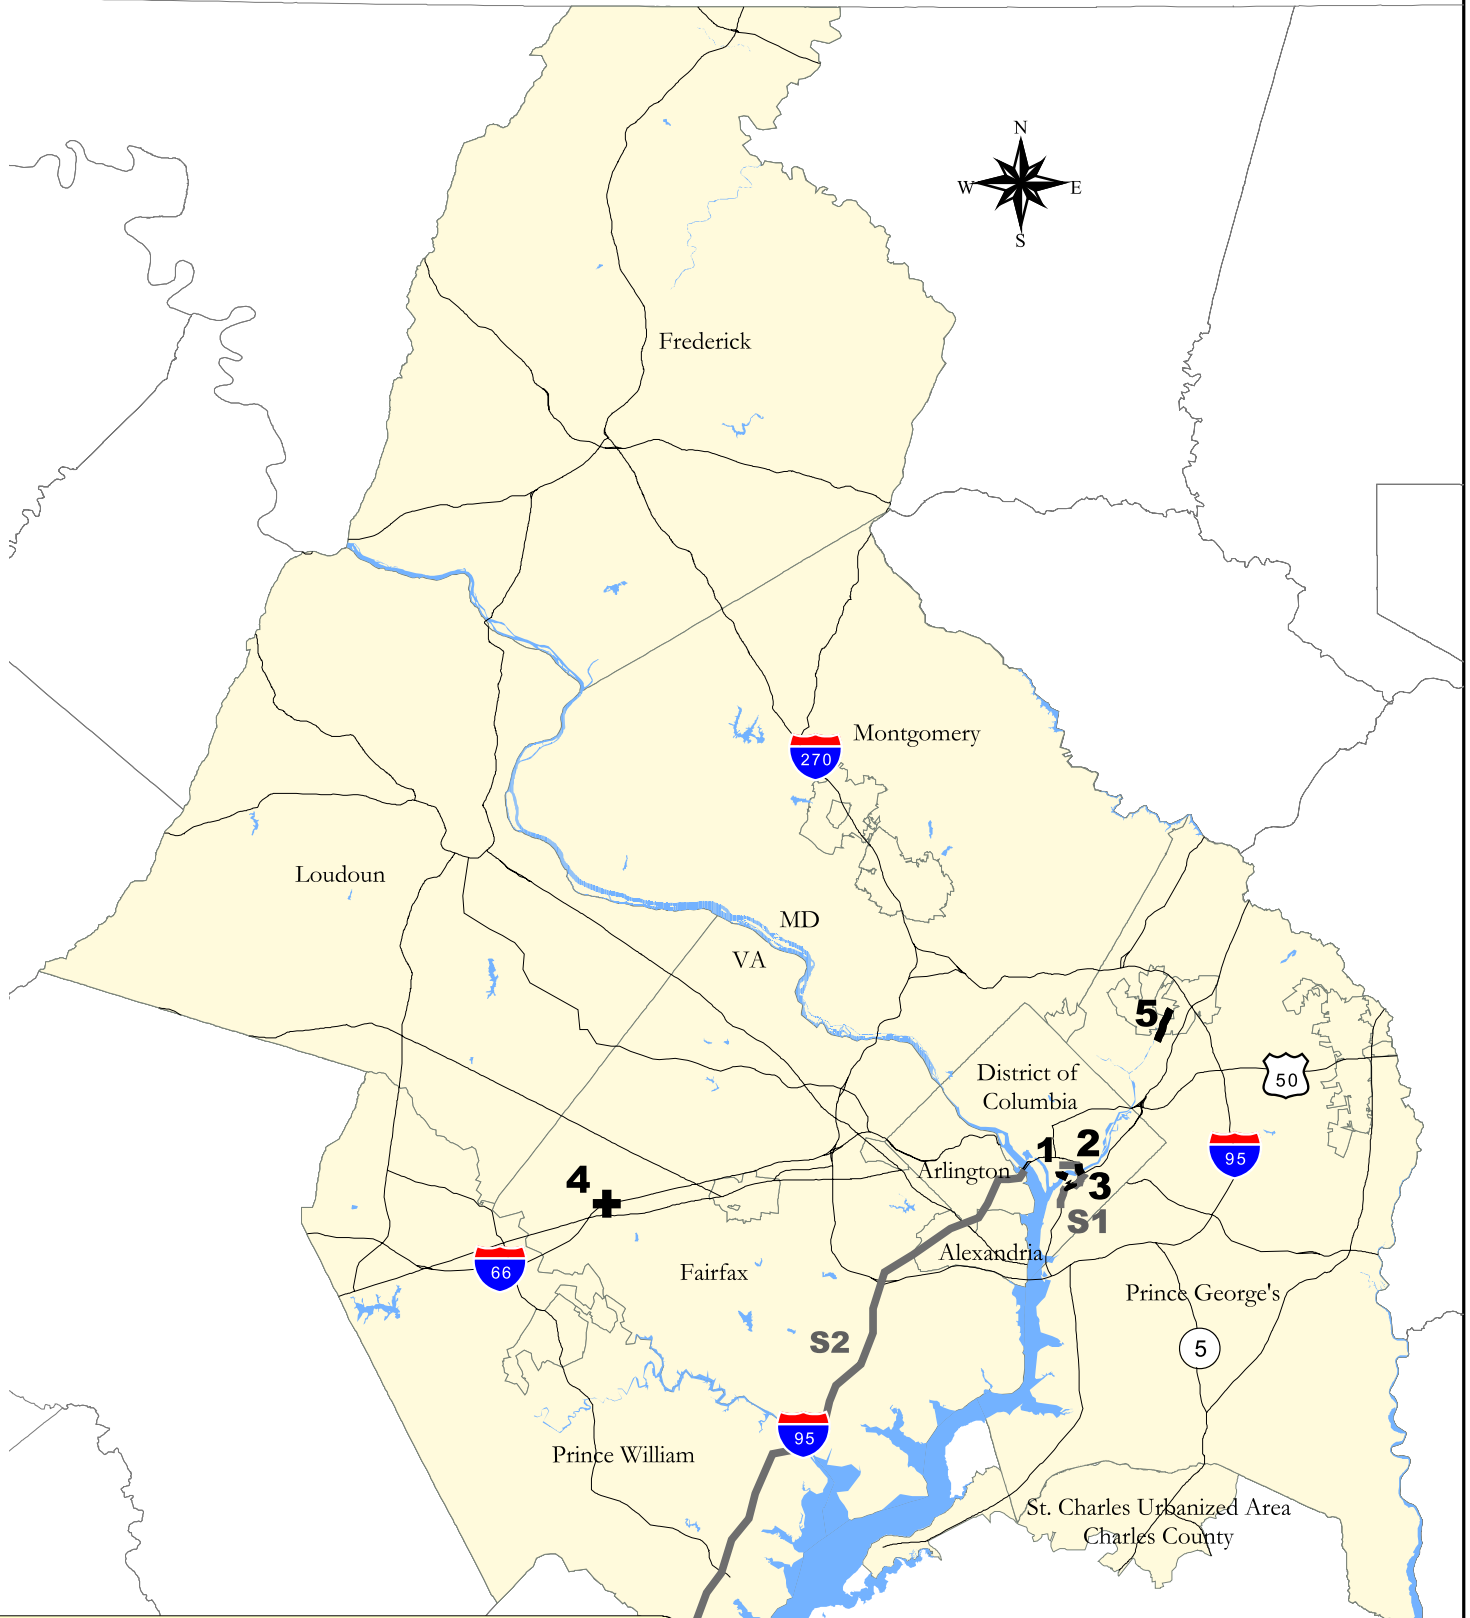 N
W
E
S
Frederick
Montgomery
270
Loudoun
MD
VA
5
District of
Columbia
50
1
2
95
Arlington
3
4
S1
Alexandria
66
Fairfax
Prince George's
S2
5
95
Prince William
St. Charles Urbanized Area
Charles County